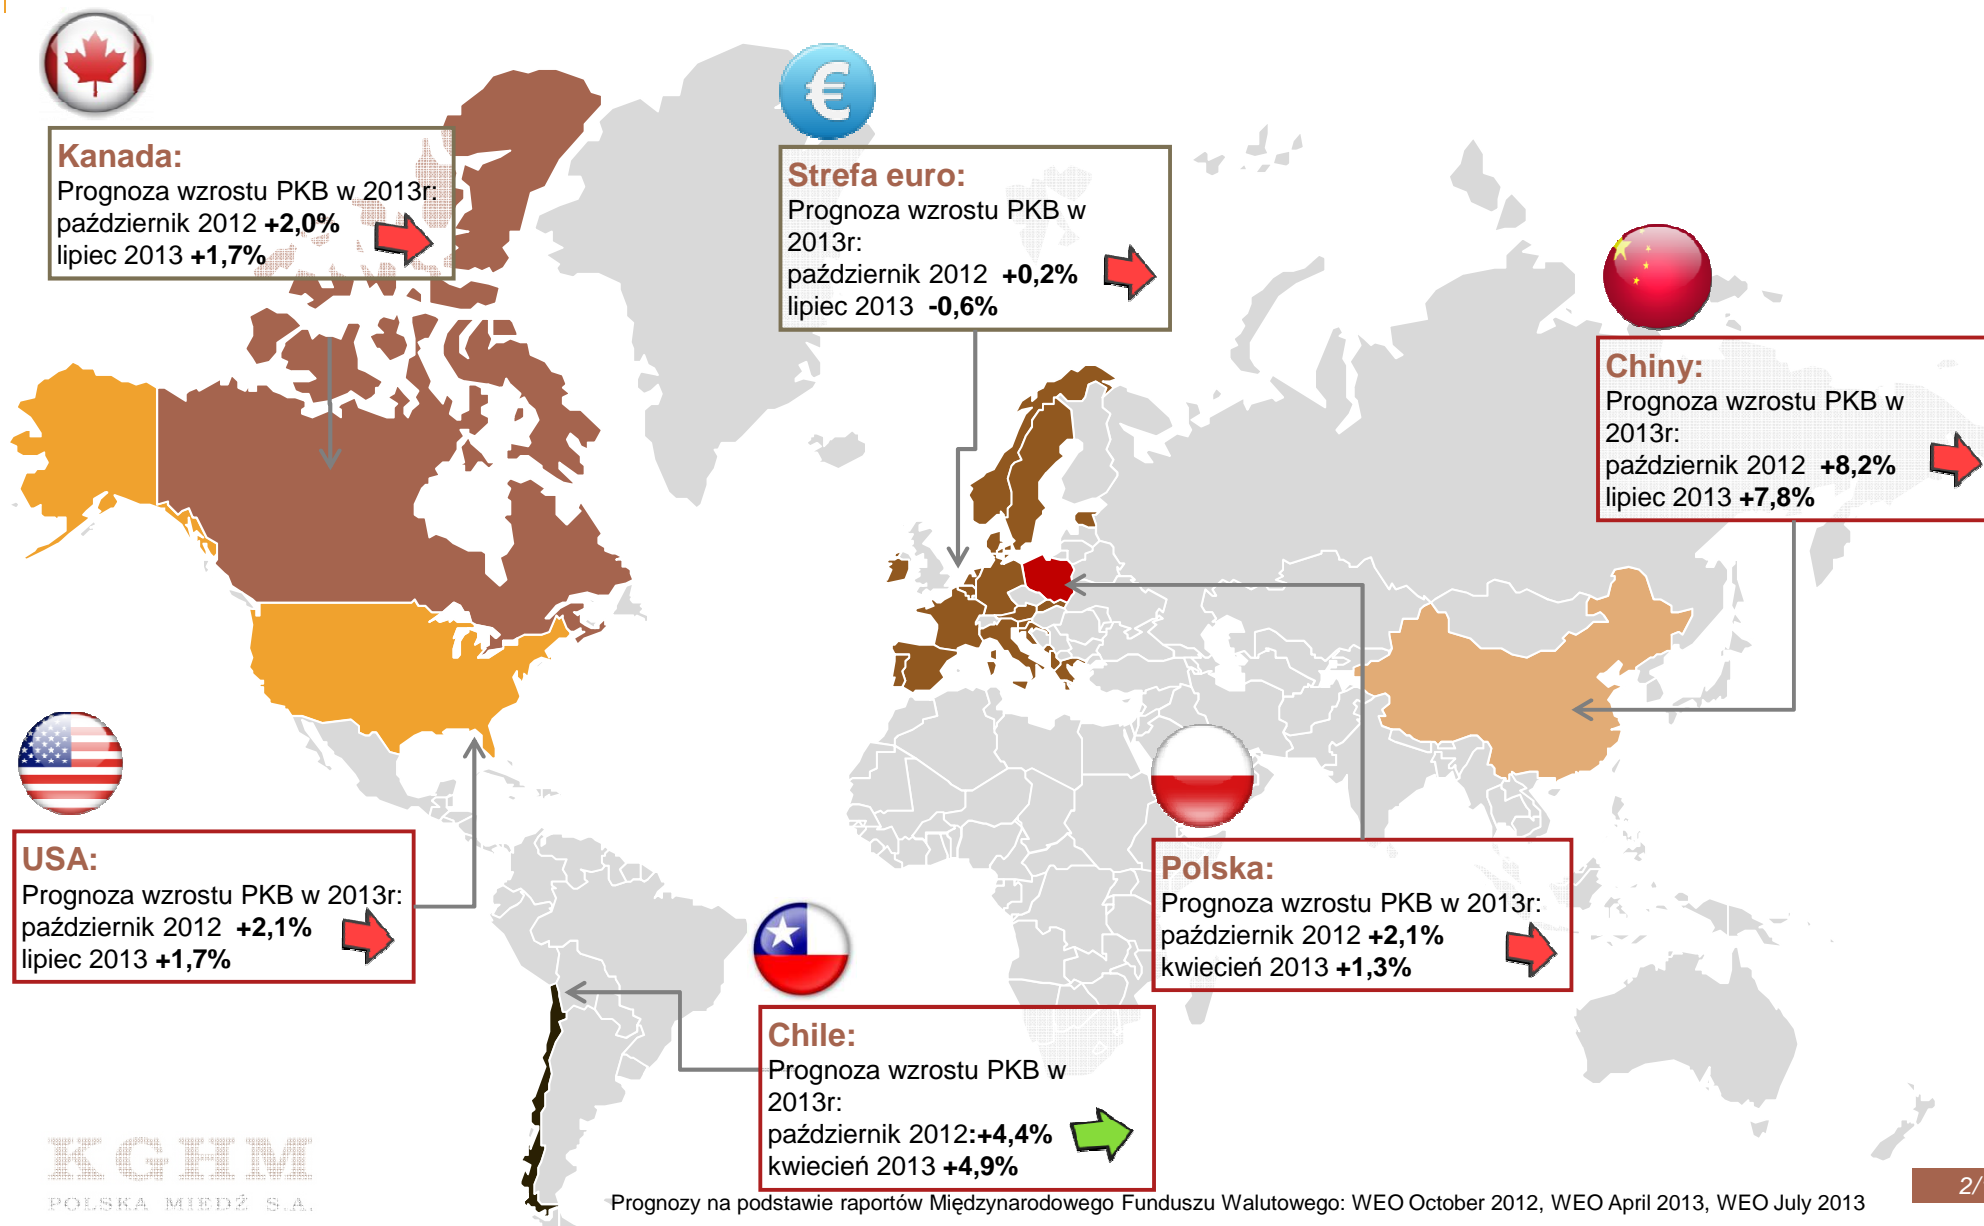 €
Kanada:
Prognoza wzrostu PKB w 2013r:
październik 2012 +2,0%
lipiec 2013 +1,7%
Strefa euro:
Prognoza wzrostu PKB w
2013r:
październik 2012 +0,2%
lipiec 2013 -0,6%
Chiny:
Prognoza wzrostu PKB w
2013r:
październik 2012 +8,2%
lipiec 2013 +7,8%
USA:
Prognoza wzrostu PKB w 2013r:
październik 2012 +2,1%
lipiec 2013 +1,7%
Polska:
Prognoza wzrostu PKB w 2013r:
październik 2012 +2,1%
kwiecień 2013 +1,3%
Chile:
Prognoza wzrostu PKB w
2013r:
październik 2012:+4,4%
kwiecień 2013 +4,9%
KGHM
POLSKA MIEDŹ S.A.
Prognozy na podstawie raportów Międzynarodowego Funduszu Walutowego: WEO October 2012, WEO April 2013, WEO July 2013
2/